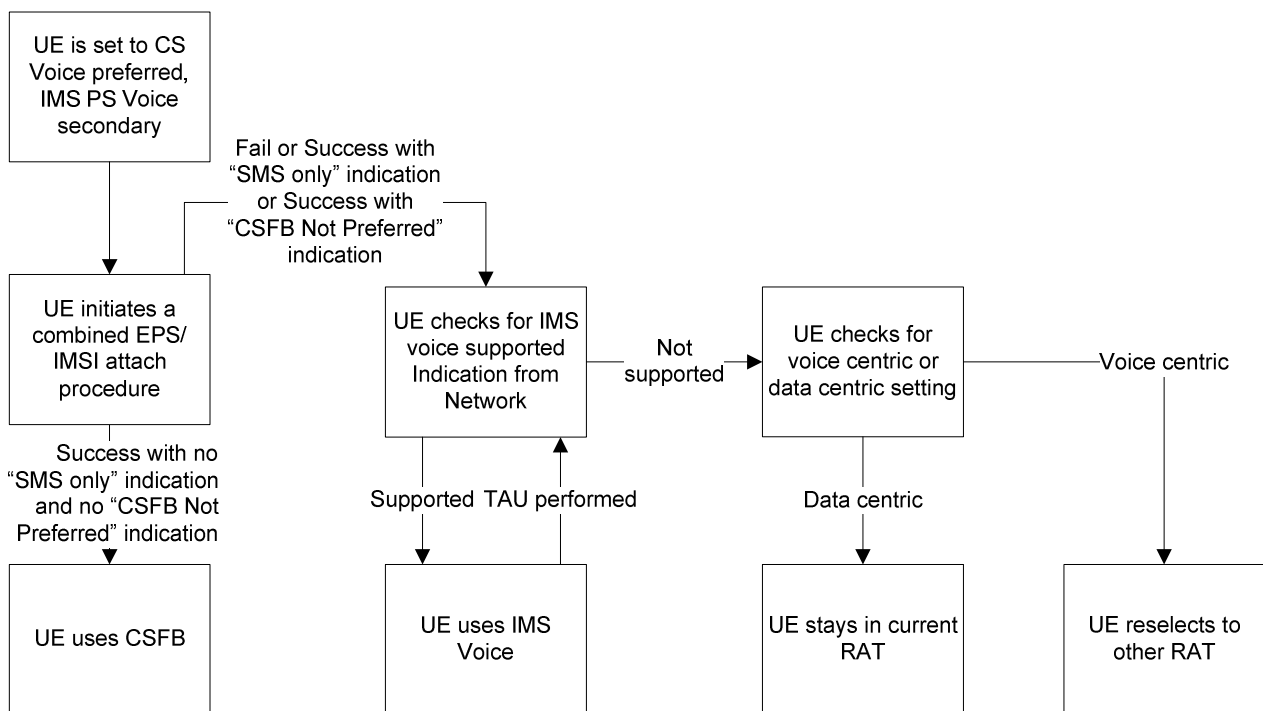 UE is set to CS
Voice preferred,
IMS PS Voice
secondary
Fail or Success with
“SMS only” indication
or Success with
“CSFB Not Preferred”
indication
UE initiates a
combined EPS/
IMSI attach
procedure
UE checks for IMS
voice supported
Indication from
Network
Not
supported
UE checks for
voice centric or
data centric setting
Voice centric
Success with no
“SMS only” indication
and no “CSFB Not
Preferred” indication
Supported
TAU performed
Data centric
UE uses CSFB
UE uses IMS
Voice
UE stays in current
RAT
UE reselects to
other RAT